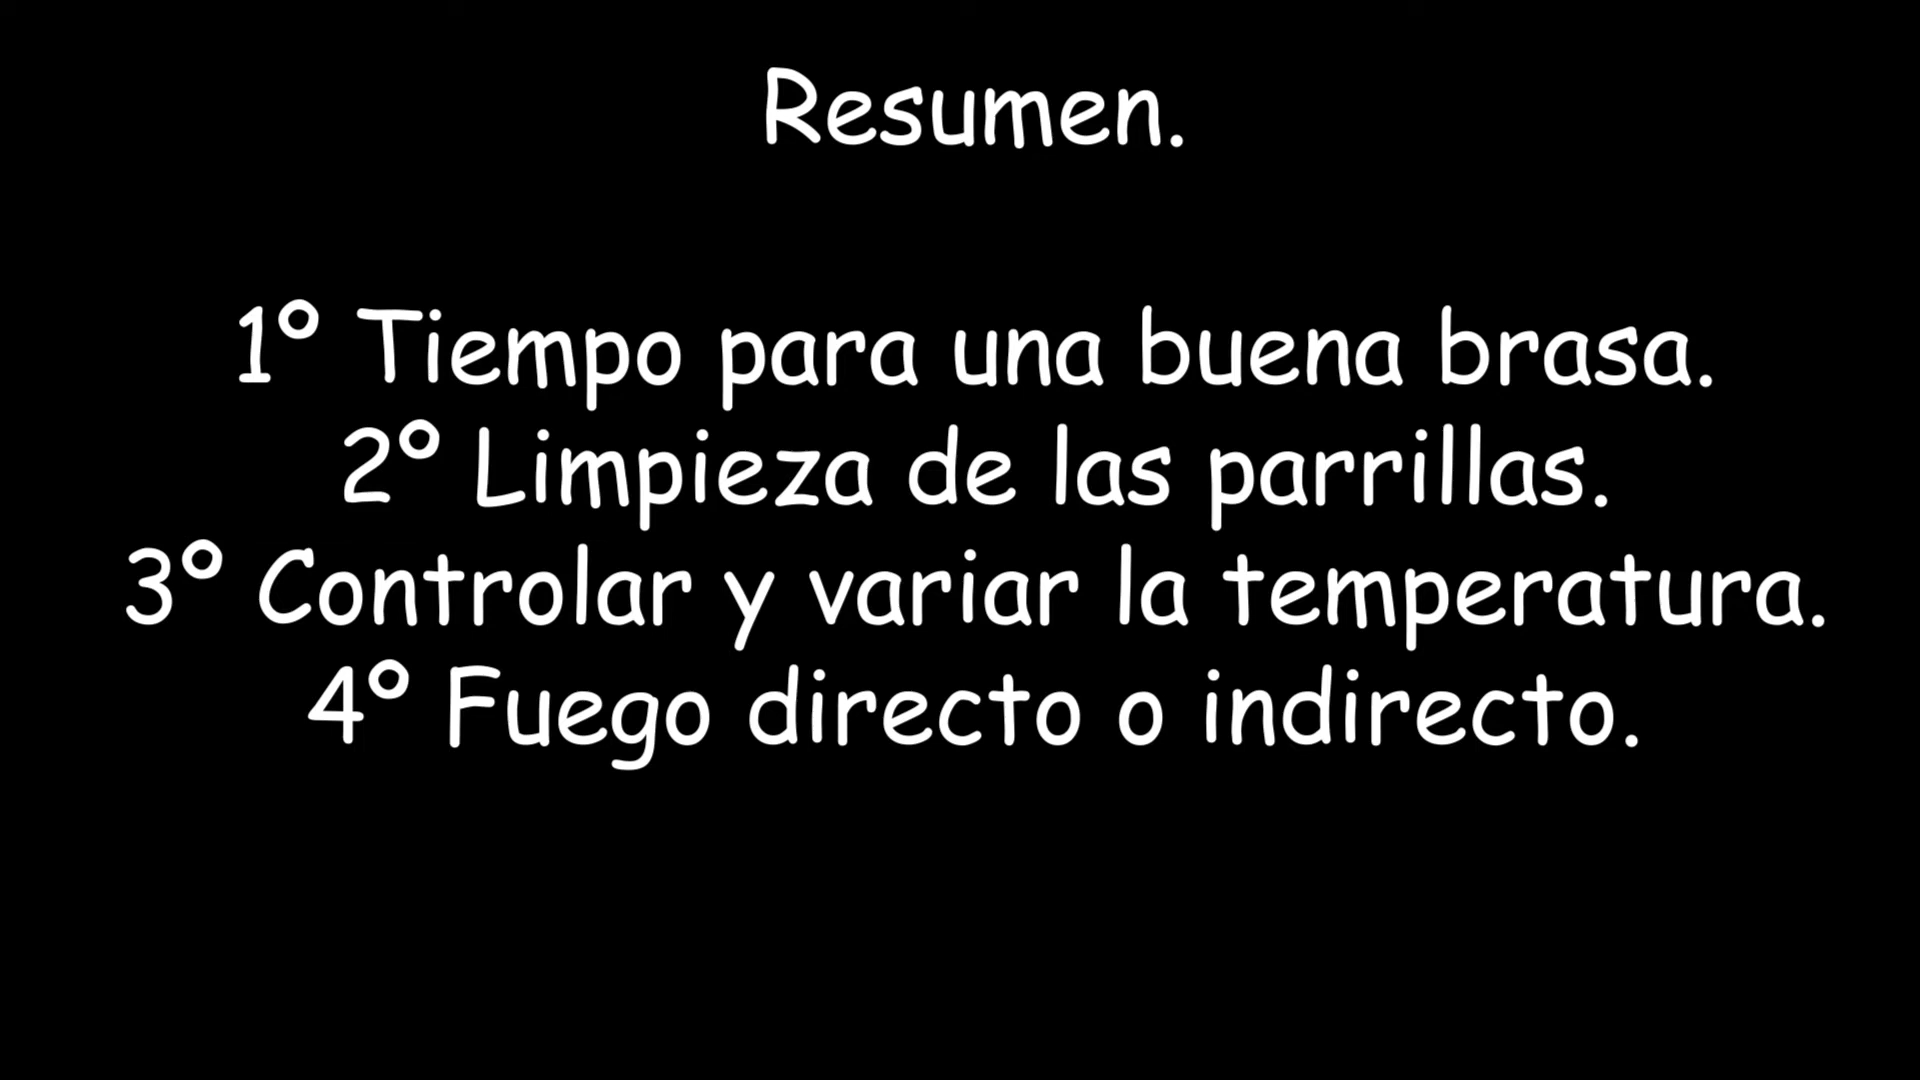 Resumen.
1º Tiempo para una buena brasa.
2º Limpieza de las parrillas.
3º Controlar y variar la temperatura.
4º Fuego directo o indirecto.